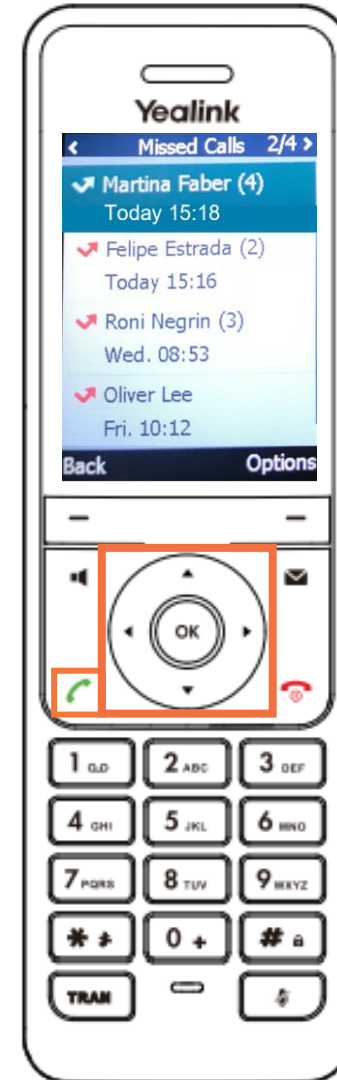 Yealink
Missed Calls 2/4
Martina Faber (4)
Today 15:18
Felipe Estrada (2)
Today 15:16
Roni Negrin (3)
Wed. 08:53
Oliver Lee
Fri. 10:12
Back Options
OK
1 2 ABC 3 DEF
4 GHI 5 JKL 6 MNO
7 PQRS 8 TUV 9 WXYZ
* 0 + #
TRAN